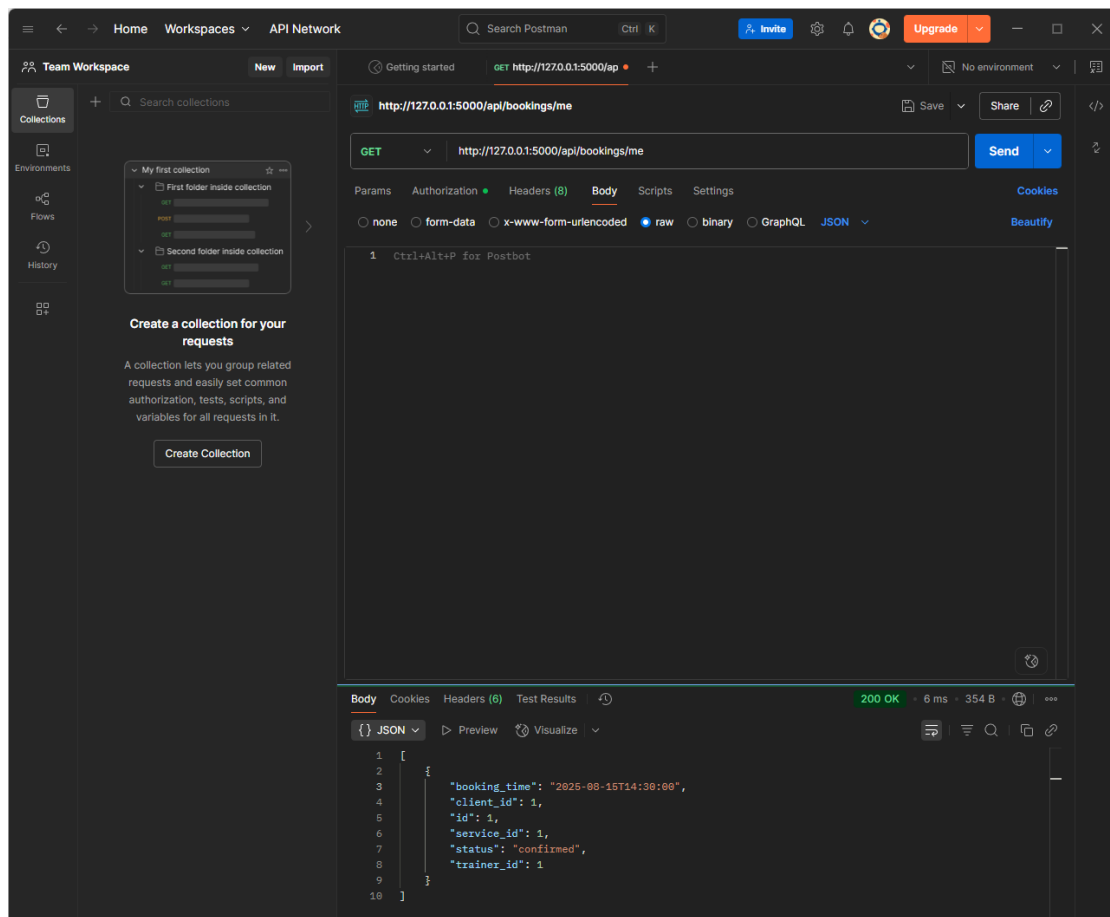 Home Workspaces API Network Search Postman Ctrl K Invite Upgrade
Team Workspace New Import Getting started GET http://127.0.0.1:5000/ap No environment
Collections
Search collections
HTTP http://127.0.0.1:5000/api/bookings/me Save Share
GET http://127.0.0.1:5000/api/bookings/me Send
Environments
Flows
History
My first collection
First folder inside collection
GET
POST
GET
Second folder inside collection
GET
GET
Create a collection for your
requests
A collection lets you group related
requests and easily set common
authorization, tests, scripts, and
variables for all requests in it.
Create Collection
Params Authorization Headers (8) Body Scripts Settings Cookies
none form-data x-www-form-urlencoded raw binary GraphQL JSON Beautify
1 Ctrl+Alt+P for Postbot
Body Cookies Headers (6) Test Results 200 OK 6 ms 354 B
{} JSON Preview Visualize
1 [
2 {
3 "booking_time": "2025-08-15T14:30:00",
4 "client_id": 1,
5 "id": 1,
6 "service_id": 1,
7 "status": "confirmed",
8 "trainer_id": 1
9 }
10 ]